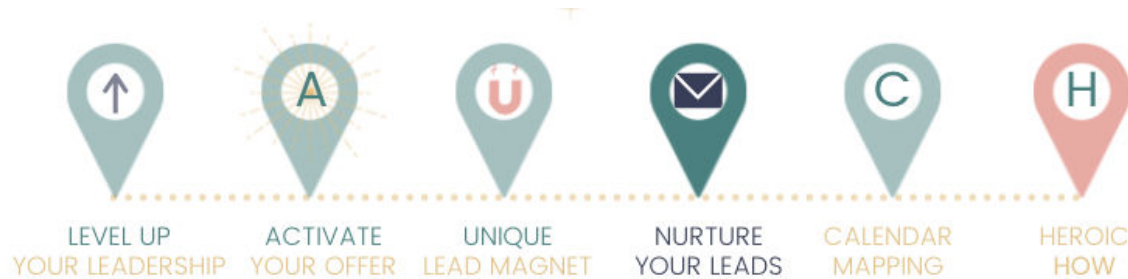 A
C
H
LEVEL UP
YOUR LEADERSHIP
ACTIVATE
YOUR OFFER
UNIQUE
LEAD MAGNET
NURTURE
YOUR LEADS
CALENDAR
MAPPING
HEROIC
HOW